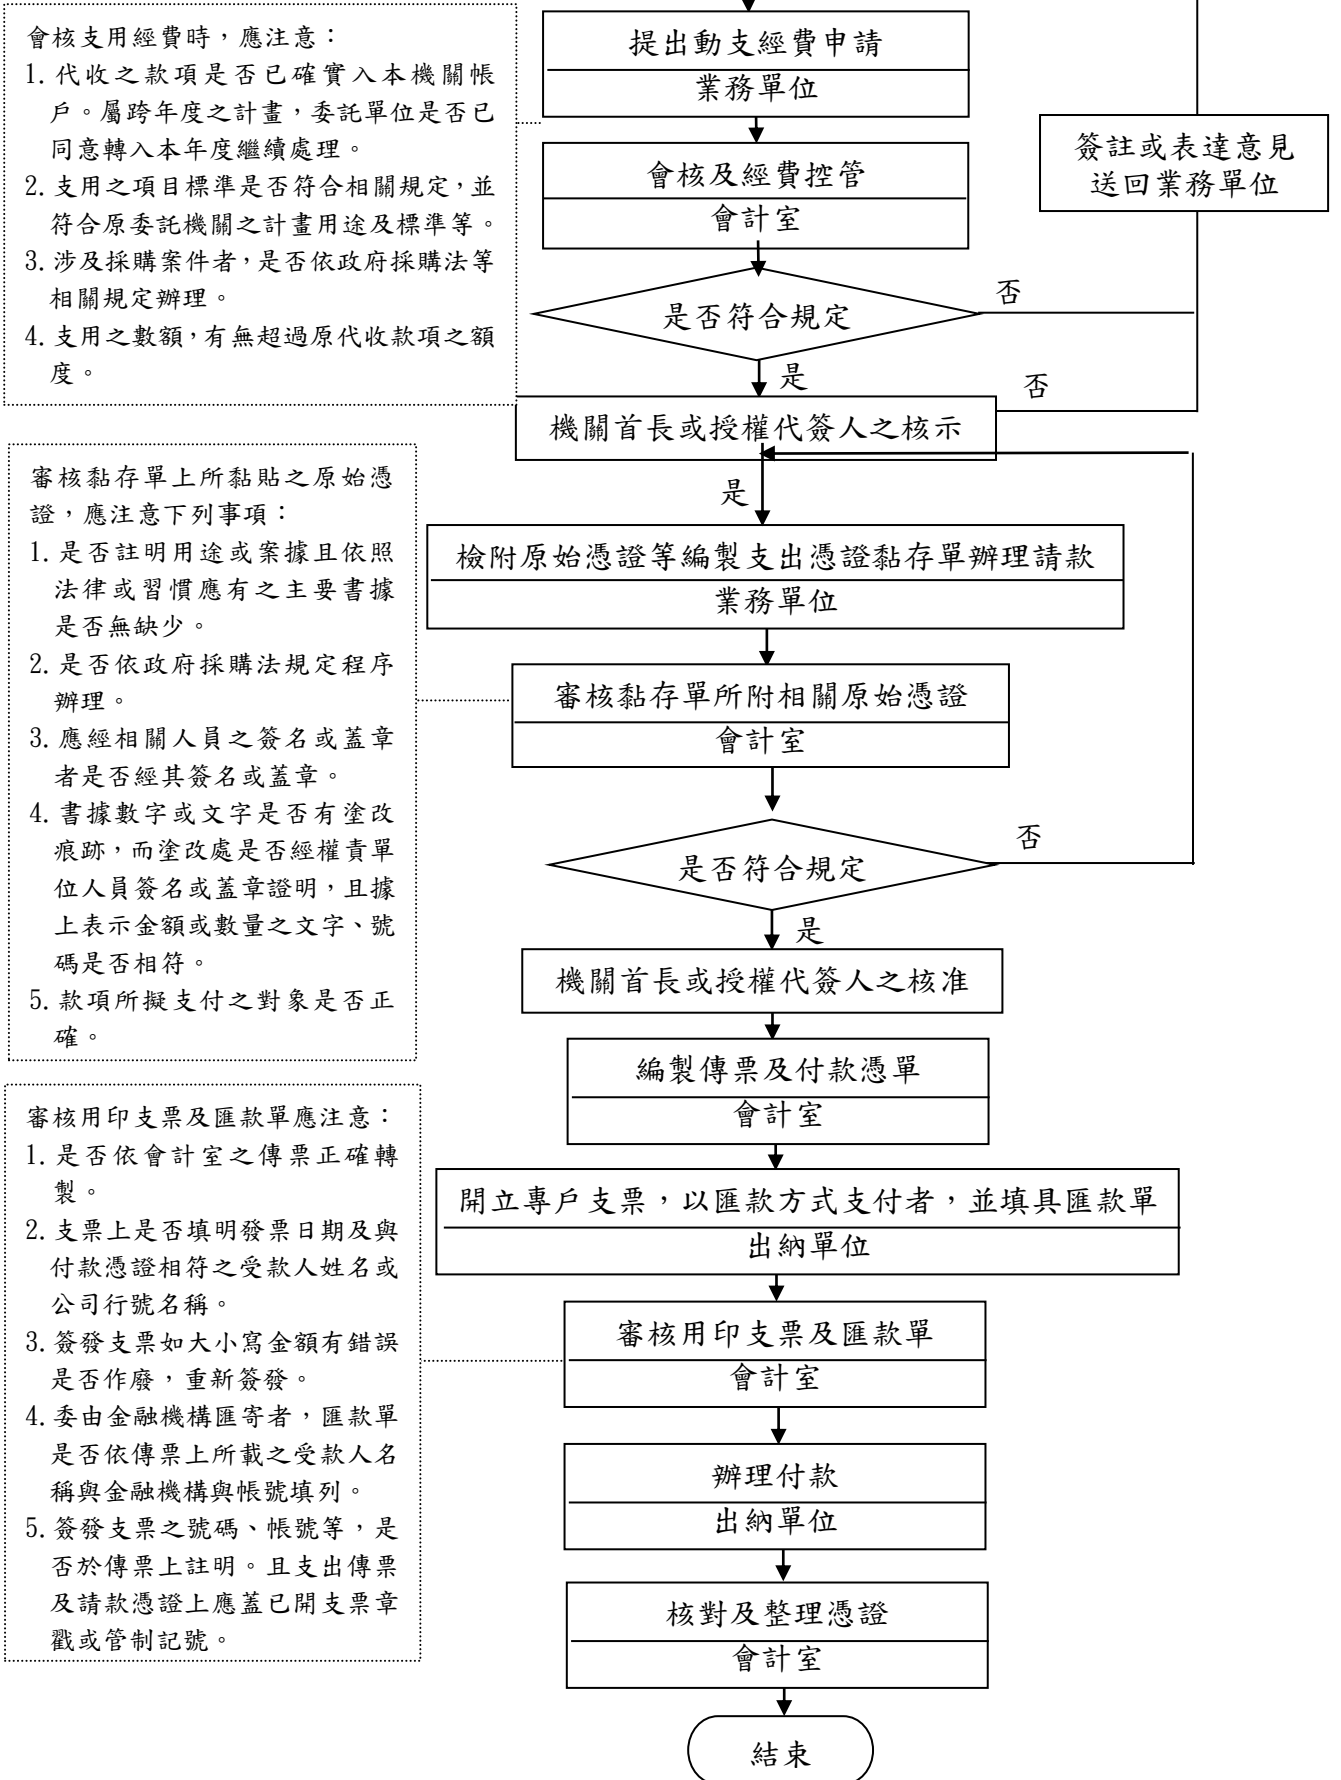 會核支用經費時，應注意：
1.代收之款項是否已確實入本機關帳
戶。屬跨年度之計畫，委託單位是否已
同意轉入本年度繼續處理。
2.支用之項目標準是否符合相關規定，並
符合原委託機關之計畫用途及標準等。
3.涉及採購案件者，是否依政府採購法等
相關規定辦理。
4.支用之數額，有無超過原代收款項之額
度。
提出動支經費申請
業務單位
會核及經費控管
會計室
簽註或表達意見
送回業務單位
是否符合規定
否
是
否
機關首長或授權代簽人之核示
是
審核黏存單上所黏貼之原始憑
證，應注意下列事項：
1.是否註明用途或案據且依照
法律或習慣應有之主要書據
是否無缺少。
2.是否依政府採購法規定程序
辦理。
3.應經相關人員之簽名或蓋章
者是否經其簽名或蓋章。
4.書據數字或文字是否有塗改
痕跡，而塗改處是否經權責單
位人員簽名或蓋章證明，且據
上表示金額或數量之文字、號
碼是否相符。
5.款項所擬支付之對象是否正
確。
檢附原始憑證等編製支出憑證黏存單辦理請款
業務單位
審核黏存單所附相關原始憑證
會計室
是否符合規定
否
是
機關首長或授權代簽人之核准
編製傳票及付款憑單
會計室
審核用印支票及匯款單應注意：
1.是否依會計室之傳票正確轉
製。
2.支票上是否填明發票日期及與
付款憑證相符之受款人姓名或
公司行號名稱。
3.簽發支票如大小寫金額有錯誤
是否作廢，重新簽發。
4.委由金融機構匯寄者，匯款單
是否依傳票上所載之受款人名
稱與金融機構與帳號填列。
5.簽發支票之號碼、帳號等，是
否於傳票上註明。且支出傳票
及請款憑證上應蓋已開支票章
戳或管制記號。
開立專戶支票，以匯款方式支付者，並填具匯款單
出納單位
審核用印支票及匯款單
會計室
辦理付款
出納單位
核對及整理憑證
會計室
結束